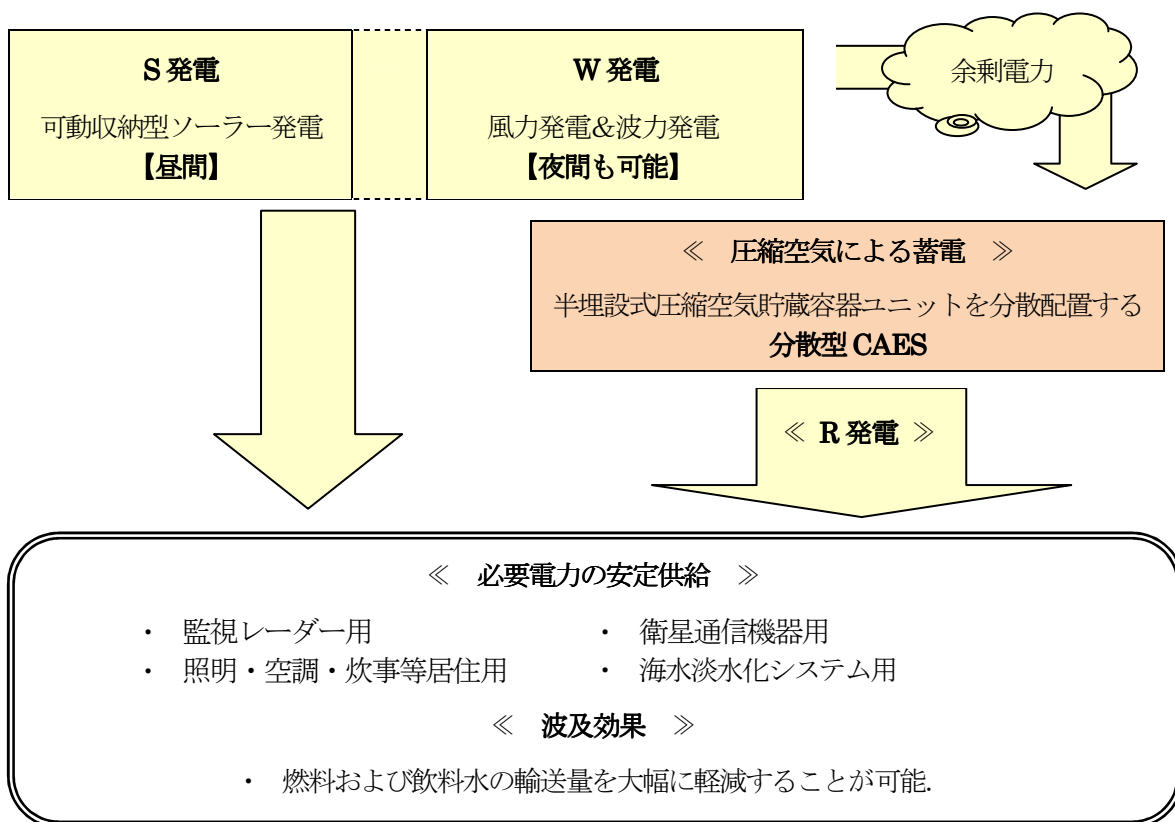 S 発電
可動収納型ソーラー発電
【昼間】
W 発電
風力発電&波力発電
【夜間も可能】
余剰電力
≪ 圧縮空気による蓄電 ≫
半埋設式圧縮空気貯蔵容器ユニットを分散配置する
分散型 CAES
≪ R 発電 ≫
≪ 必要電力の安定供給 ≫
・ 監視レーダー用
・ 衛星通信機器用
・ 照明・空調・炊事等居住用
・ 海水淡水化システム用
≪ 波及効果 ≫
・ 燃料および飲料水の輸送量を大幅に軽減することが可能.